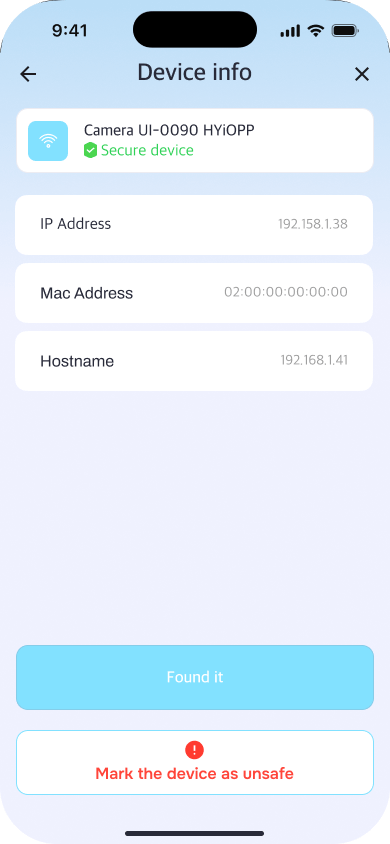 9:41
Device info
Camera UI-0090 HYiOPP
Secure device
IP Address 192.158.1.38
Mac Address 02:00:00:00:00:00
Hostname 192.168.1.41
Found it
Mark the device as unsafe